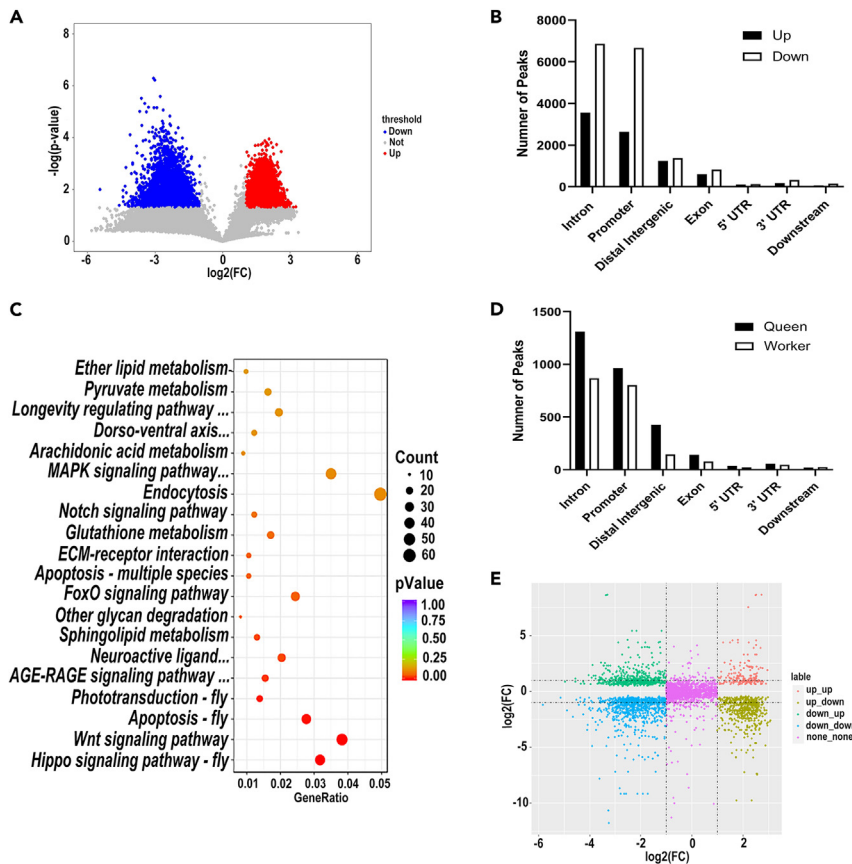 A
8
6
4
2
0
-log(p-value)
-6
-3
0
3
6
log2(FC)
threshold
Down
Not
Up
B
8000
6000
4000
2000
0
Numner of Peaks
Up
Down
Intron
Promoter
Distal Intergenic
Exon
5' UTR
3' UTR
Downstream
C
Ether lipid metabolism
Pyruvate metabolism
Longevity regulating pathway ...
Dorso-ventral axis...
Arachidonic acid metabolism
MAPK signaling pathway...
Endocytosis
Notch signaling pathway
Glutathione metabolism
ECM-receptor interaction
Apoptosis - multiple species
FoxO signaling pathway
Other glycan degradation
Sphingolipid metabolism
Neuroactive ligand...
AGE-RAGE signaling pathway ...
Phototransduction - fly
Apoptosis - fly
Wnt signaling pathway
Hippo signaling pathway - fly
0.01
0.02
0.03
0.04
0.05
GeneRatio
Count
10
20
30
40
50
60
pValue
1.00
0.75
0.50
0.25
0.00
D
1500
1000
500
0
Numner of Peaks
Queen
Worker
Intron
Promoter
Distal Intergenic
Exon
5' UTR
3' UTR
Downstream
E
5
0
-5
-10
log2(FC)
-6
-4
-2
0
2
log2(FC)
lable
up_up
up_down
down_up
down_down
none_none